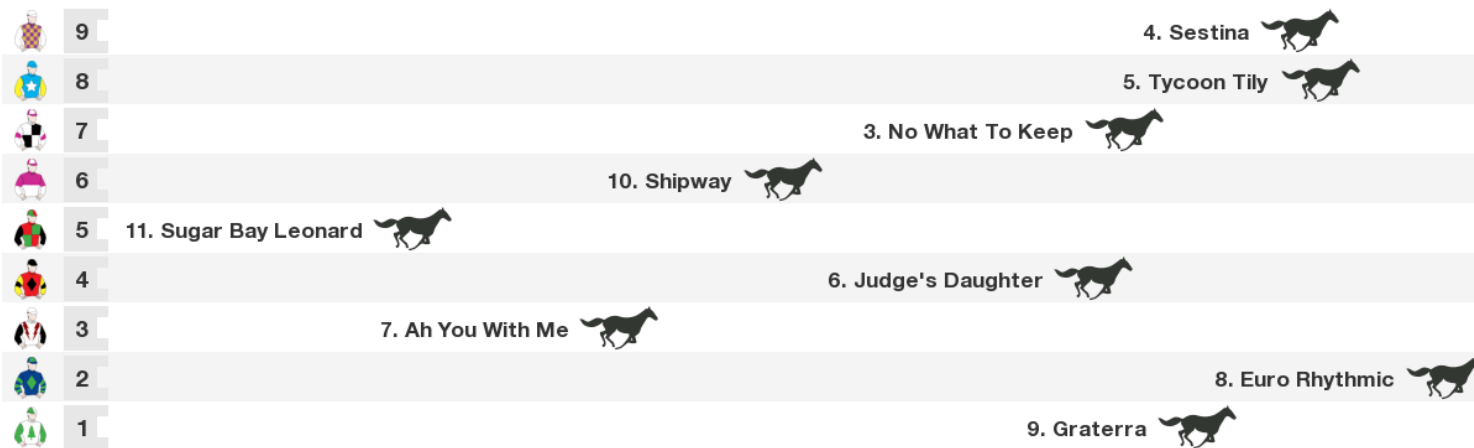 9 4. Sestina
8 5. Tycoon Tily
7 3. No What To Keep
6 10. Shipway
5 11. Sugar Bay Leonard
4 6. Judge's Daughter
3 7. Ah You With Me
2 8. Euro Rhythmic
1 9. Graterra